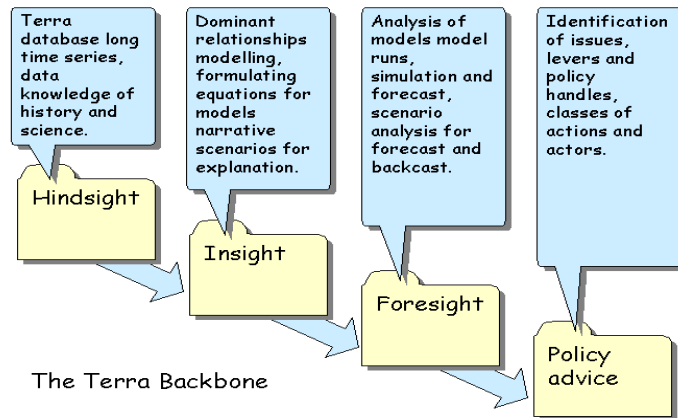 Terra
database long
time series,
data
knowledge of
history and
science.
Dominant
relationships
modelling,
formulating
equations for
models
narrative
scenarios for
explanation.
Analysis of
models model
runs,
simulation and
forecast,
scenario
analysis for
forecast and
backcast.
Identification
of issues,
levers and
policy
handles,
classes of
actions and
actors.
Hindsight
Insight
Foresight
Policy
advice
The Terra Backbone